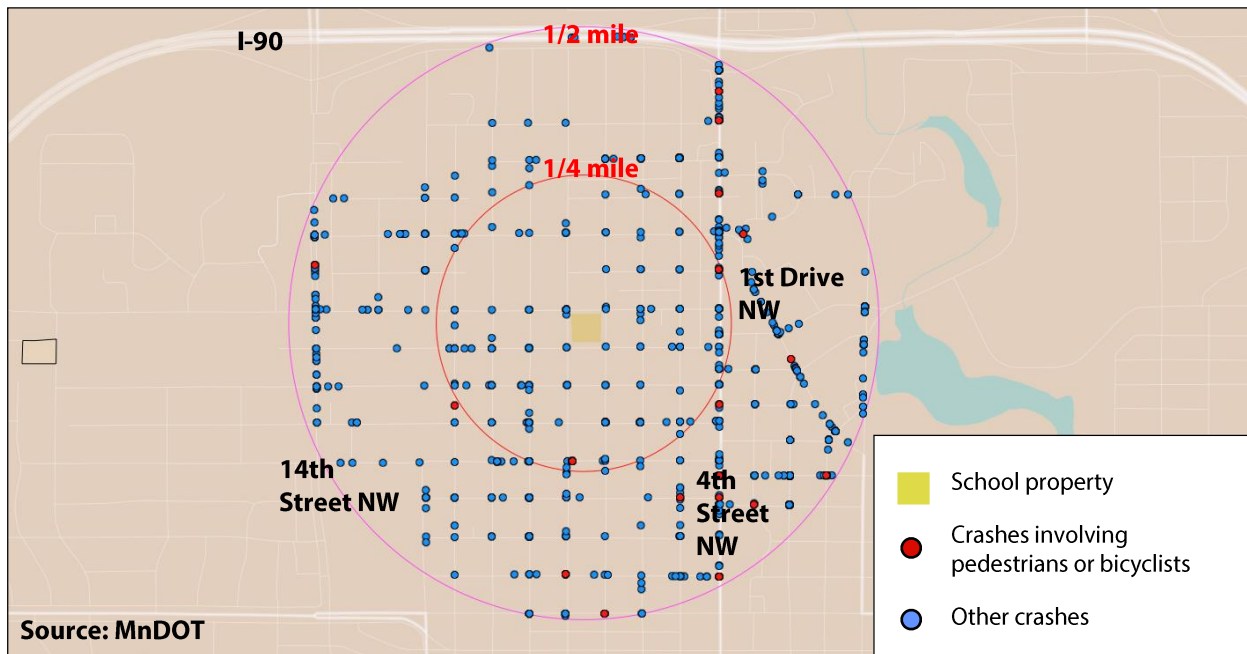 I-90
1/2 mile
1/4 mile
1st Drive
NW
14th
Street NW
4th
Street
NW
School property
Crashes involving
pedestrians or bicyclists
Other crashes
Source: MnDOT